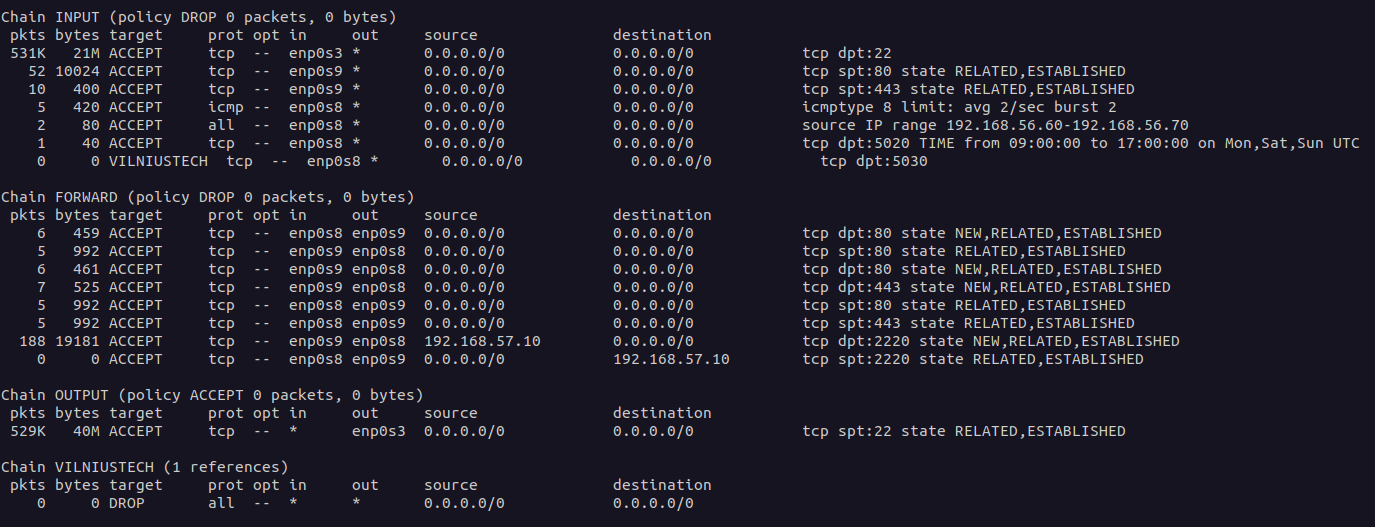 Chain INPUT (policy DROP 0 packets, 0 bytes)
 pkts bytes target     prot opt in     out     source               destination
 531K   21M ACCEPT     tcp  --  enp0s3 *       0.0.0.0/0            0.0.0.0/0            tcp dpt:22
   52 10024 ACCEPT     tcp  --  enp0s9 *       0.0.0.0/0            0.0.0.0/0            tcp spt:80 state RELATED,ESTABLISHED
   10   400 ACCEPT     tcp  --  enp0s9 *       0.0.0.0/0            0.0.0.0/0            tcp spt:443 state RELATED,ESTABLISHED
    5   420 ACCEPT     icmp --  enp0s8 *       0.0.0.0/0            0.0.0.0/0            icmptype 8 limit: avg 2/sec burst 2
    2    80 ACCEPT     all  --  enp0s8 *       0.0.0.0/0            0.0.0.0/0            source IP range 192.168.56.60-192.168.56.70
    1    40 ACCEPT     tcp  --  enp0s8 *       0.0.0.0/0            0.0.0.0/0            tcp dpt:5020 TIME from 09:00:00 to 17:00:00 on Mon,Sat,Sun UTC
    0     0 VILNIUSTECH  tcp  --  enp0s8 *       0.0.0.0/0            0.0.0.0/0            tcp dpt:5030

Chain FORWARD (policy DROP 0 packets, 0 bytes)
 pkts bytes target     prot opt in     out     source               destination
    6   459 ACCEPT     tcp  --  enp0s8 enp0s9  0.0.0.0/0            0.0.0.0/0            tcp dpt:80 state NEW,RELATED,ESTABLISHED
    5   992 ACCEPT     tcp  --  enp0s9 enp0s8  0.0.0.0/0            0.0.0.0/0            tcp spt:80 state RELATED,ESTABLISHED
    6   461 ACCEPT     tcp  --  enp0s9 enp0s8  0.0.0.0/0            0.0.0.0/0            tcp dpt:80 state NEW,RELATED,ESTABLISHED
    7   525 ACCEPT     tcp  --  enp0s9 enp0s8  0.0.0.0/0            0.0.0.0/0            tcp dpt:443 state NEW,RELATED,ESTABLISHED
    5   992 ACCEPT     tcp  --  enp0s8 enp0s9  0.0.0.0/0            0.0.0.0/0            tcp spt:80 state RELATED,ESTABLISHED
    5   992 ACCEPT     tcp  --  enp0s8 enp0s9  0.0.0.0/0            0.0.0.0/0            tcp spt:443 state RELATED,ESTABLISHED
  188 19181 ACCEPT     tcp  --  enp0s9 enp0s8  192.168.57.10        0.0.0.0/0            tcp dpt:2220 state NEW,RELATED,ESTABLISHED
    0     0 ACCEPT     tcp  --  enp0s8 enp0s9  0.0.0.0/0            192.168.57.10        tcp spt:2220 state RELATED,ESTABLISHED

Chain OUTPUT (policy ACCEPT 0 packets, 0 bytes)
 pkts bytes target     prot opt in     out     source               destination
 529K   40M ACCEPT     tcp  --  *      enp0s3  0.0.0.0/0            0.0.0.0/0            tcp spt:22 state RELATED,ESTABLISHED

Chain VILNIUSTECH (1 references)
 pkts bytes target     prot opt in     out     source               destination
    0     0 DROP       all  --  *      *       0.0.0.0/0            0.0.0.0/0